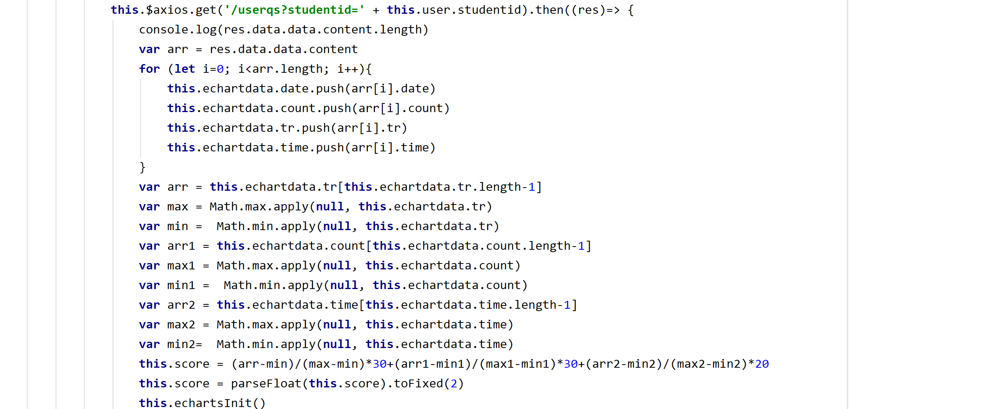 this.$axios.get('/userqs?studentid=' + this.user.studentid).then((res)=> {
console.log(res.data.data.content.length)
var arr = res.data.data.content
for (let i=0; i<arr.length; i++){
this.echartdata.date.push(arr[i].date)
this.echartdata.count.push(arr[i].count)
this.echartdata.tr.push(arr[i].tr)
this.echartdata.time.push(arr[i].time)
}
var arr = this.echartdata.tr[this.echartdata.tr.length-1]
var max = Math.max.apply(null, this.echartdata.tr)
var min =  Math.min.apply(null, this.echartdata.tr)
var arr1 = this.echartdata.count[this.echartdata.count.length-1]
var max1 = Math.max.apply(null, this.echartdata.count)
var min1 =  Math.min.apply(null, this.echartdata.count)
var arr2 = this.echartdata.time[this.echartdata.time.length-1]
var max2 = Math.max.apply(null, this.echartdata.time)
var min2=  Math.min.apply(null, this.echartdata.time)
this.score = (arr-min)/(max-min)*30+(arr1-min1)/(max1-min1)*30+(arr2-min2)/(max2-min2)*20
this.score = parseFloat(this.score).toFixed(2)
this.echartsInit()